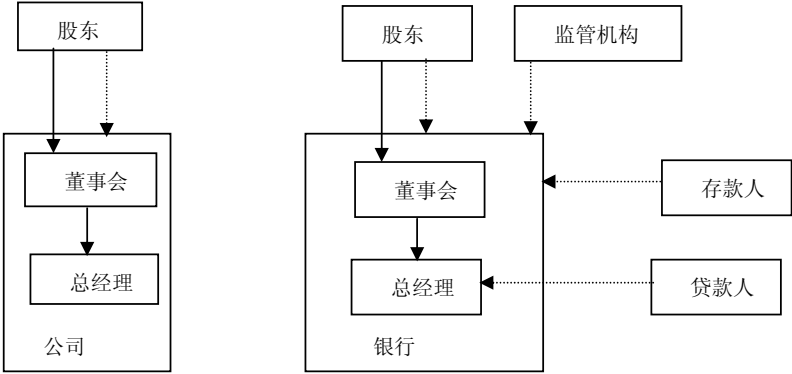 股东
董事会
总经理
公司
股东
监管机构
董事会
存款人
总经理
贷款人
银行